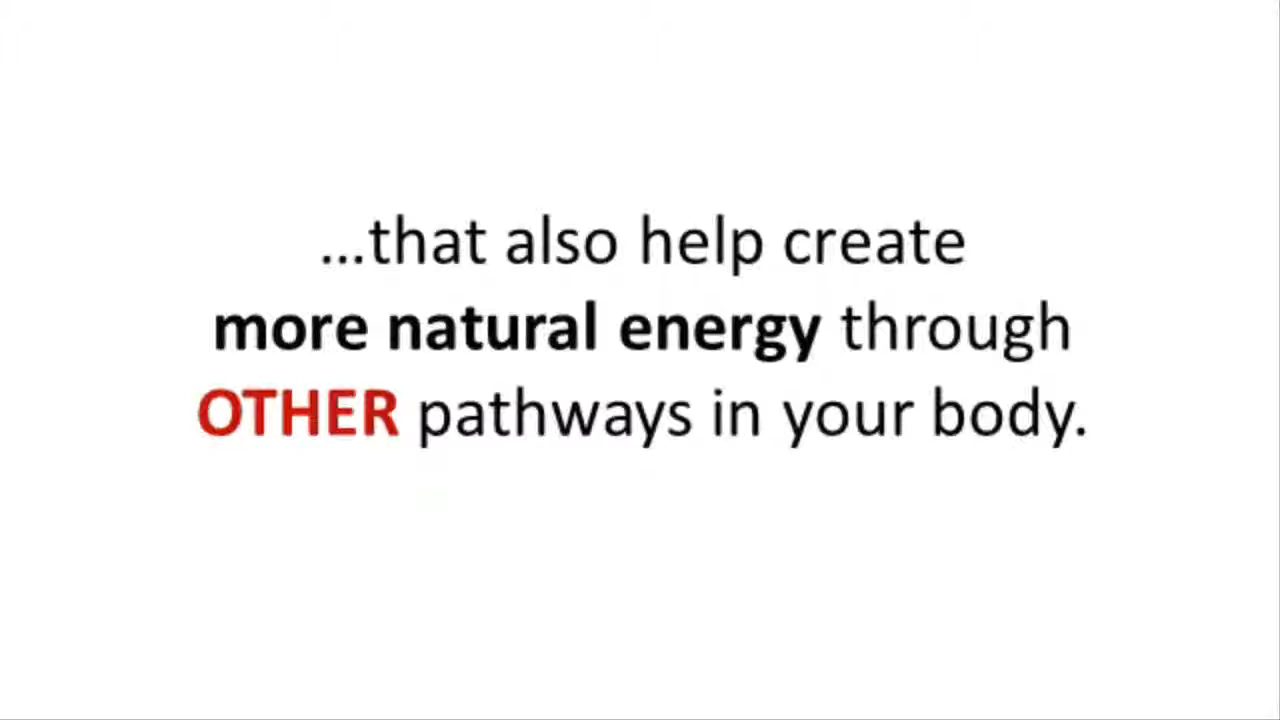 ...that also help create
more natural energy through
OTHER pathways in your body.